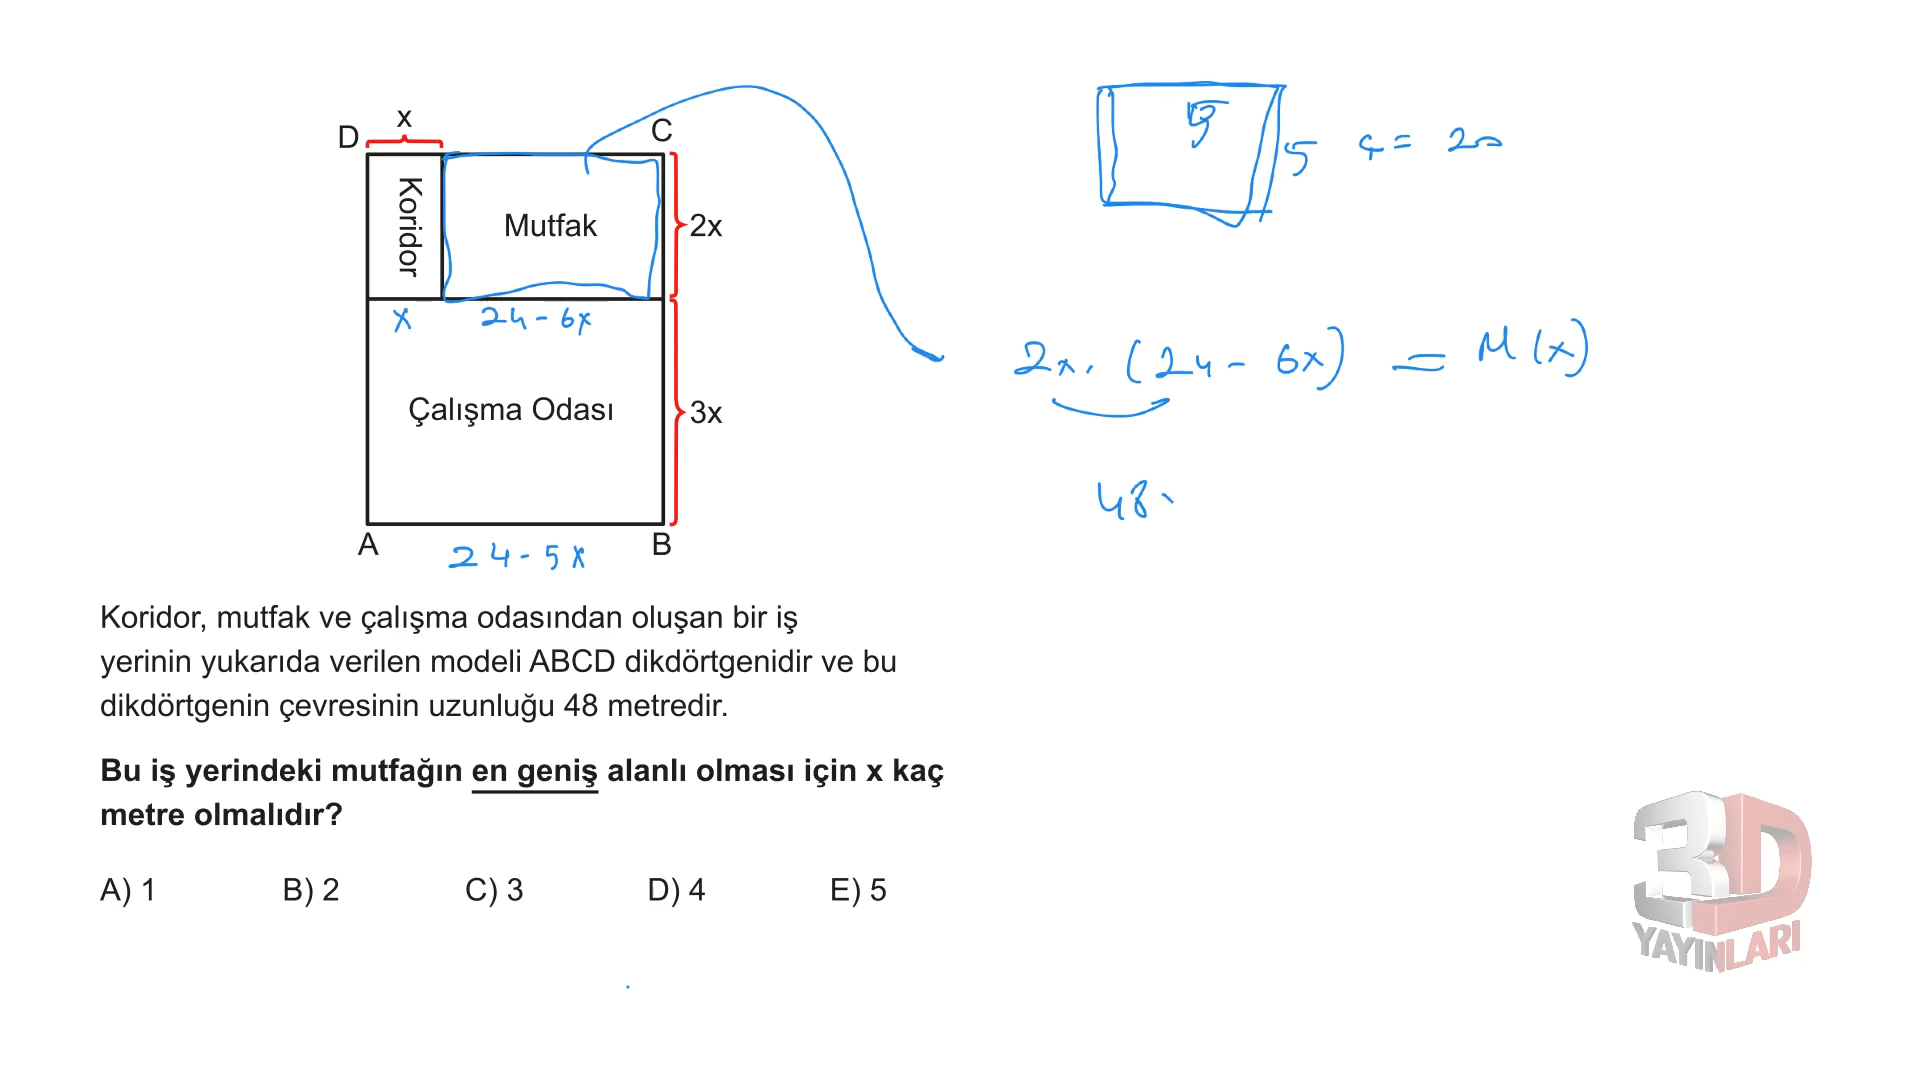 x
D
C
Koridor
Mutfak
2x
x
24 - 6x
Çalışma Odası
3x
A
B
24 - 5x
5
5
Ç = 20
2x. (24 - 6x) = M(x)
48
Koridor, mutfak ve çalışma odasından oluşan bir iş
yerinin yukarıda verilen modeli ABCD dikdörtgenidir ve bu
dikdörtgenin çevresinin uzunluğu 48 metredir.
Bu iş yerindeki mutfağın en geniş alanlı olması için x kaç
metre olmalıdır?
A) 1 B) 2 C) 3 D) 4 E) 5
3D
YAYINLARI